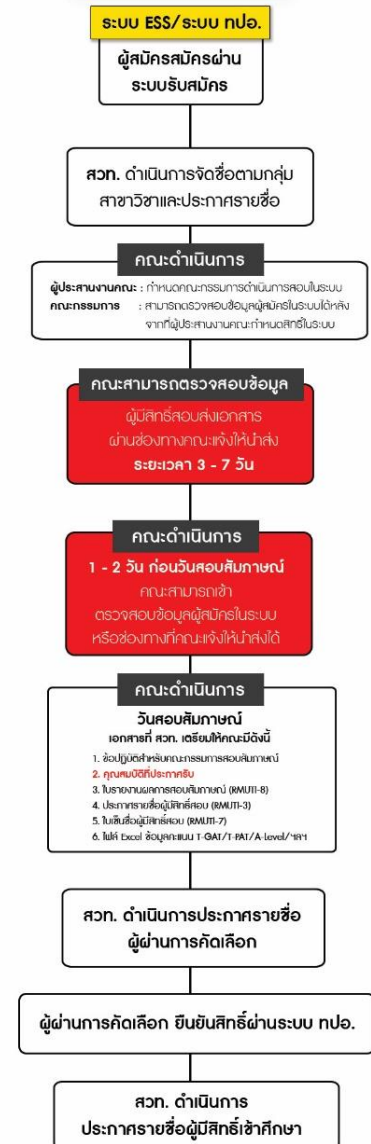 ระบบ ESS/ระบบ ทปอ.
ผู้สมัครสมัครผ่าน
ระบบรับสมัคร
สวท. ดำเนินการจัดชื่อตามกลุ่ม
สาขาวิชาและประกาศรายชื่อ
คณะดำเนินการ
ผู้ประสานงานคณะ : กำหนดคณะกรรมการดำเนินการสอบในระบบ
คณะกรรมการ : สามารถตรวจสอบข้อมูลผู้สมัครในระบบได้หลัง
จากที่ผู้ประสานงานคณะกำหนดสิทธิ์ในระบบ
คณะสามารถตรวจสอบข้อมูล
ผู้มีสิทธิ์สอบส่งเอกสาร
ผ่านช่องทางคณะแจ้งให้นำส่ง
ระยะเวลา 3 - 7 วัน
คณะดำเนินการ
1 - 2 วัน ก่อนวันสอบสัมภาษณ์
คณะสามารถเข้า
ตรวจสอบข้อมูลผู้สมัครในระบบ
หรือช่องทางที่คณะแจ้งให้นำส่งได้
คณะดำเนินการ
วันสอบสัมภาษณ์
เอกสารที่ สวท. เตรียมให้คณะมีดังนี้
1. ข้อปฏิบัติสำหรับคณะกรรมการสอบสัมภาษณ์
2. คุณสมบัติที่ประกาศรับ
3. ใบรายงานผลการสอบสัมภาษณ์ (RMUTI-8)
4. ประกาศรายชื่อผู้มีสิทธิ์สอบ (RMUTI-3)
5. ใบเซ็นชื่อผู้มีสิทธิ์สอบ (RMUTI-7)
6. ไฟล์ Excel ข้อมูลคะแนน T-GAT/T-PAT/A-Level/ฯลฯ
สวท. ดำเนินการประกาศรายชื่อ
ผู้ผ่านการคัดเลือก
ผู้ผ่านการคัดเลือก ยืนยันสิทธิ์ผ่านระบบ ทปอ.
สวท. ดำเนินการ
ประกาศรายชื่อผู้มีสิทธิ์เข้าศึกษา